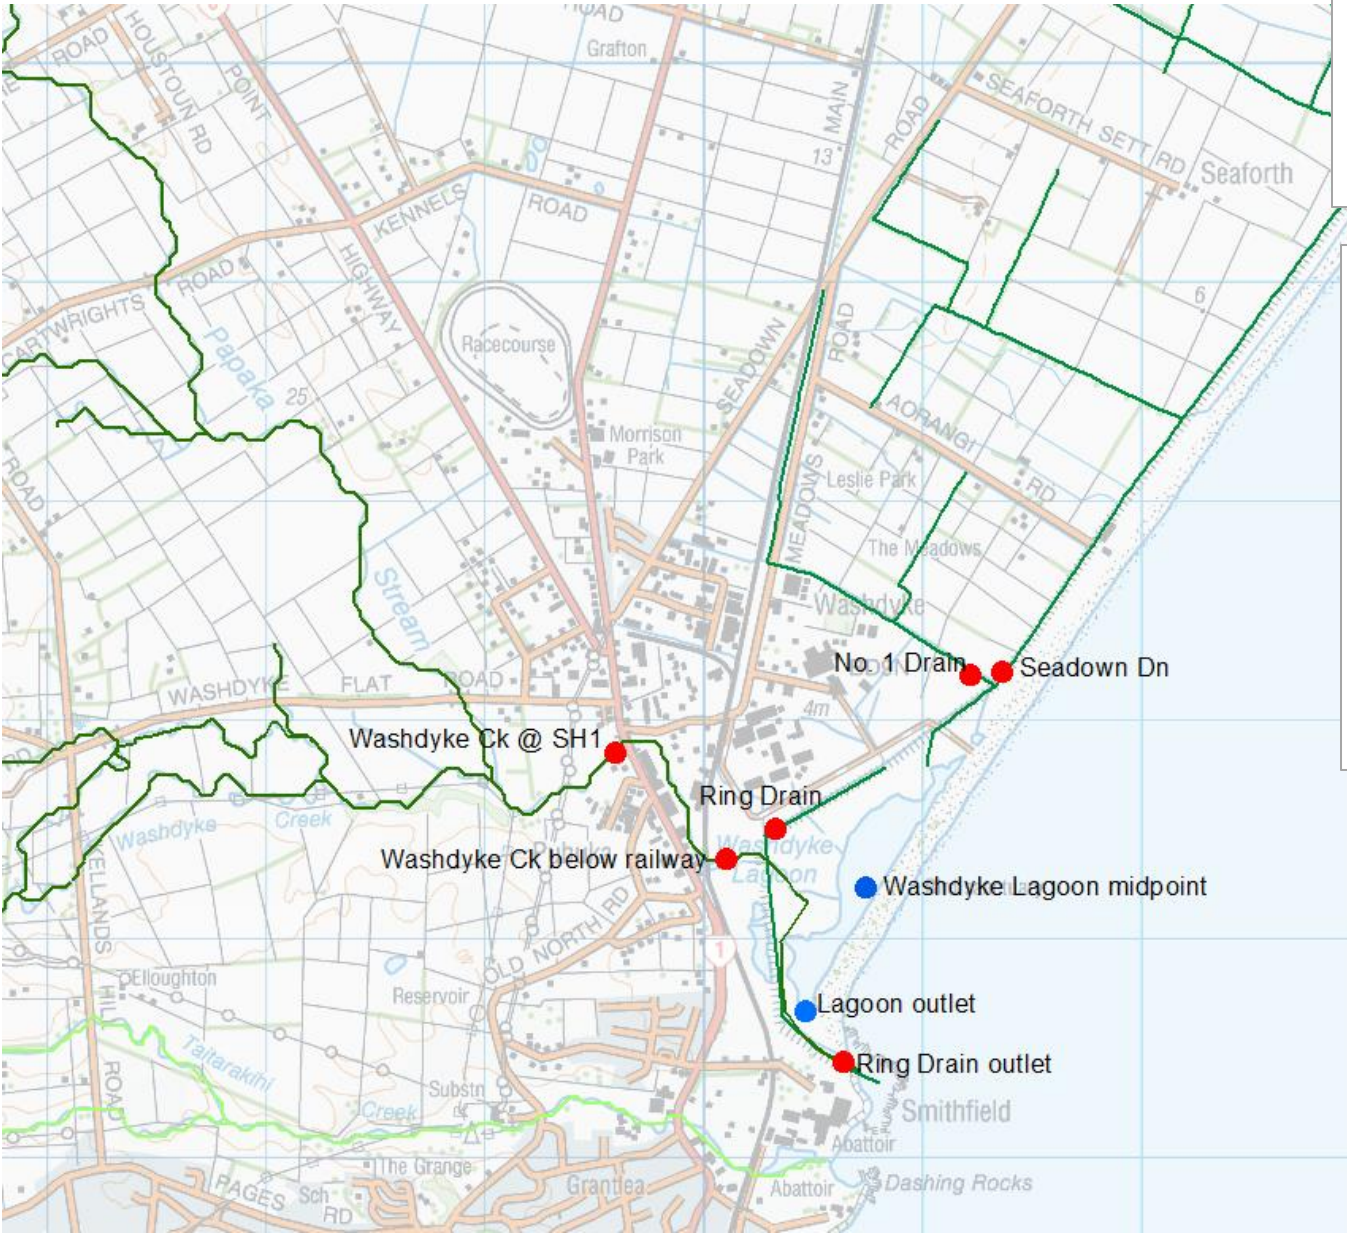 ROAD
HOUSTOUN RD
POINT
ROAD
Grafton
MAIN
13
ROAD
SEAFORTH SETT RD
Seaforth
KENNELS
ROAD
HIGHWAY
ROAD
CARTWRIGHTS
Papaka
25
Racecourse
SEADOWN
ROAD
6
Morrison
Park
AORANGI
RD
Leslie Park
MEADOWS
The Meadows
ROAD
Stream
Washdyke
No. 1 Drain
Seadown Dn
WASHDYKE
FLAT
ROAD
4m
Washdyke Ck @ SH1
RD
Ring Drain
Washdyke
Creek
Washdyke
Lagoon
Puhuka
Washdyke Ck below railway
Washdyke Lagoon midpoint
KELLANDS
HILL
ROAD
OLD NORTH RD
1
Elloughton
Reservoir
Lagoon outlet
Taitarakihi
Creek
Substn
Ring Drain outlet
Smithfield
Abattoir
The Grange
PAGES
RD
Sch
Grantlea
Abattoir
Dashing Rocks